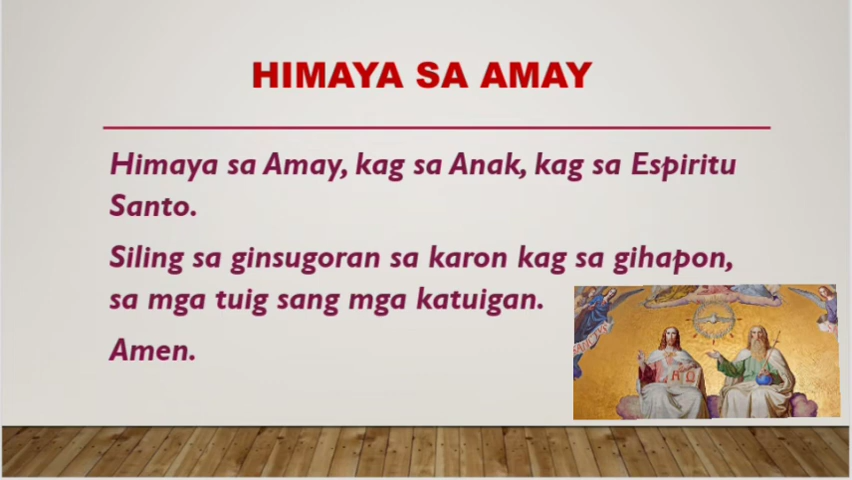 HIMAYA SA AMAY
Himaya sa Amay, kag sa Anak, kag sa Espiritu
Santo.
Siling sa ginsugoran sa karon kag sa gihapon,
sa mga tuig sang mga katuigan.
Amen.